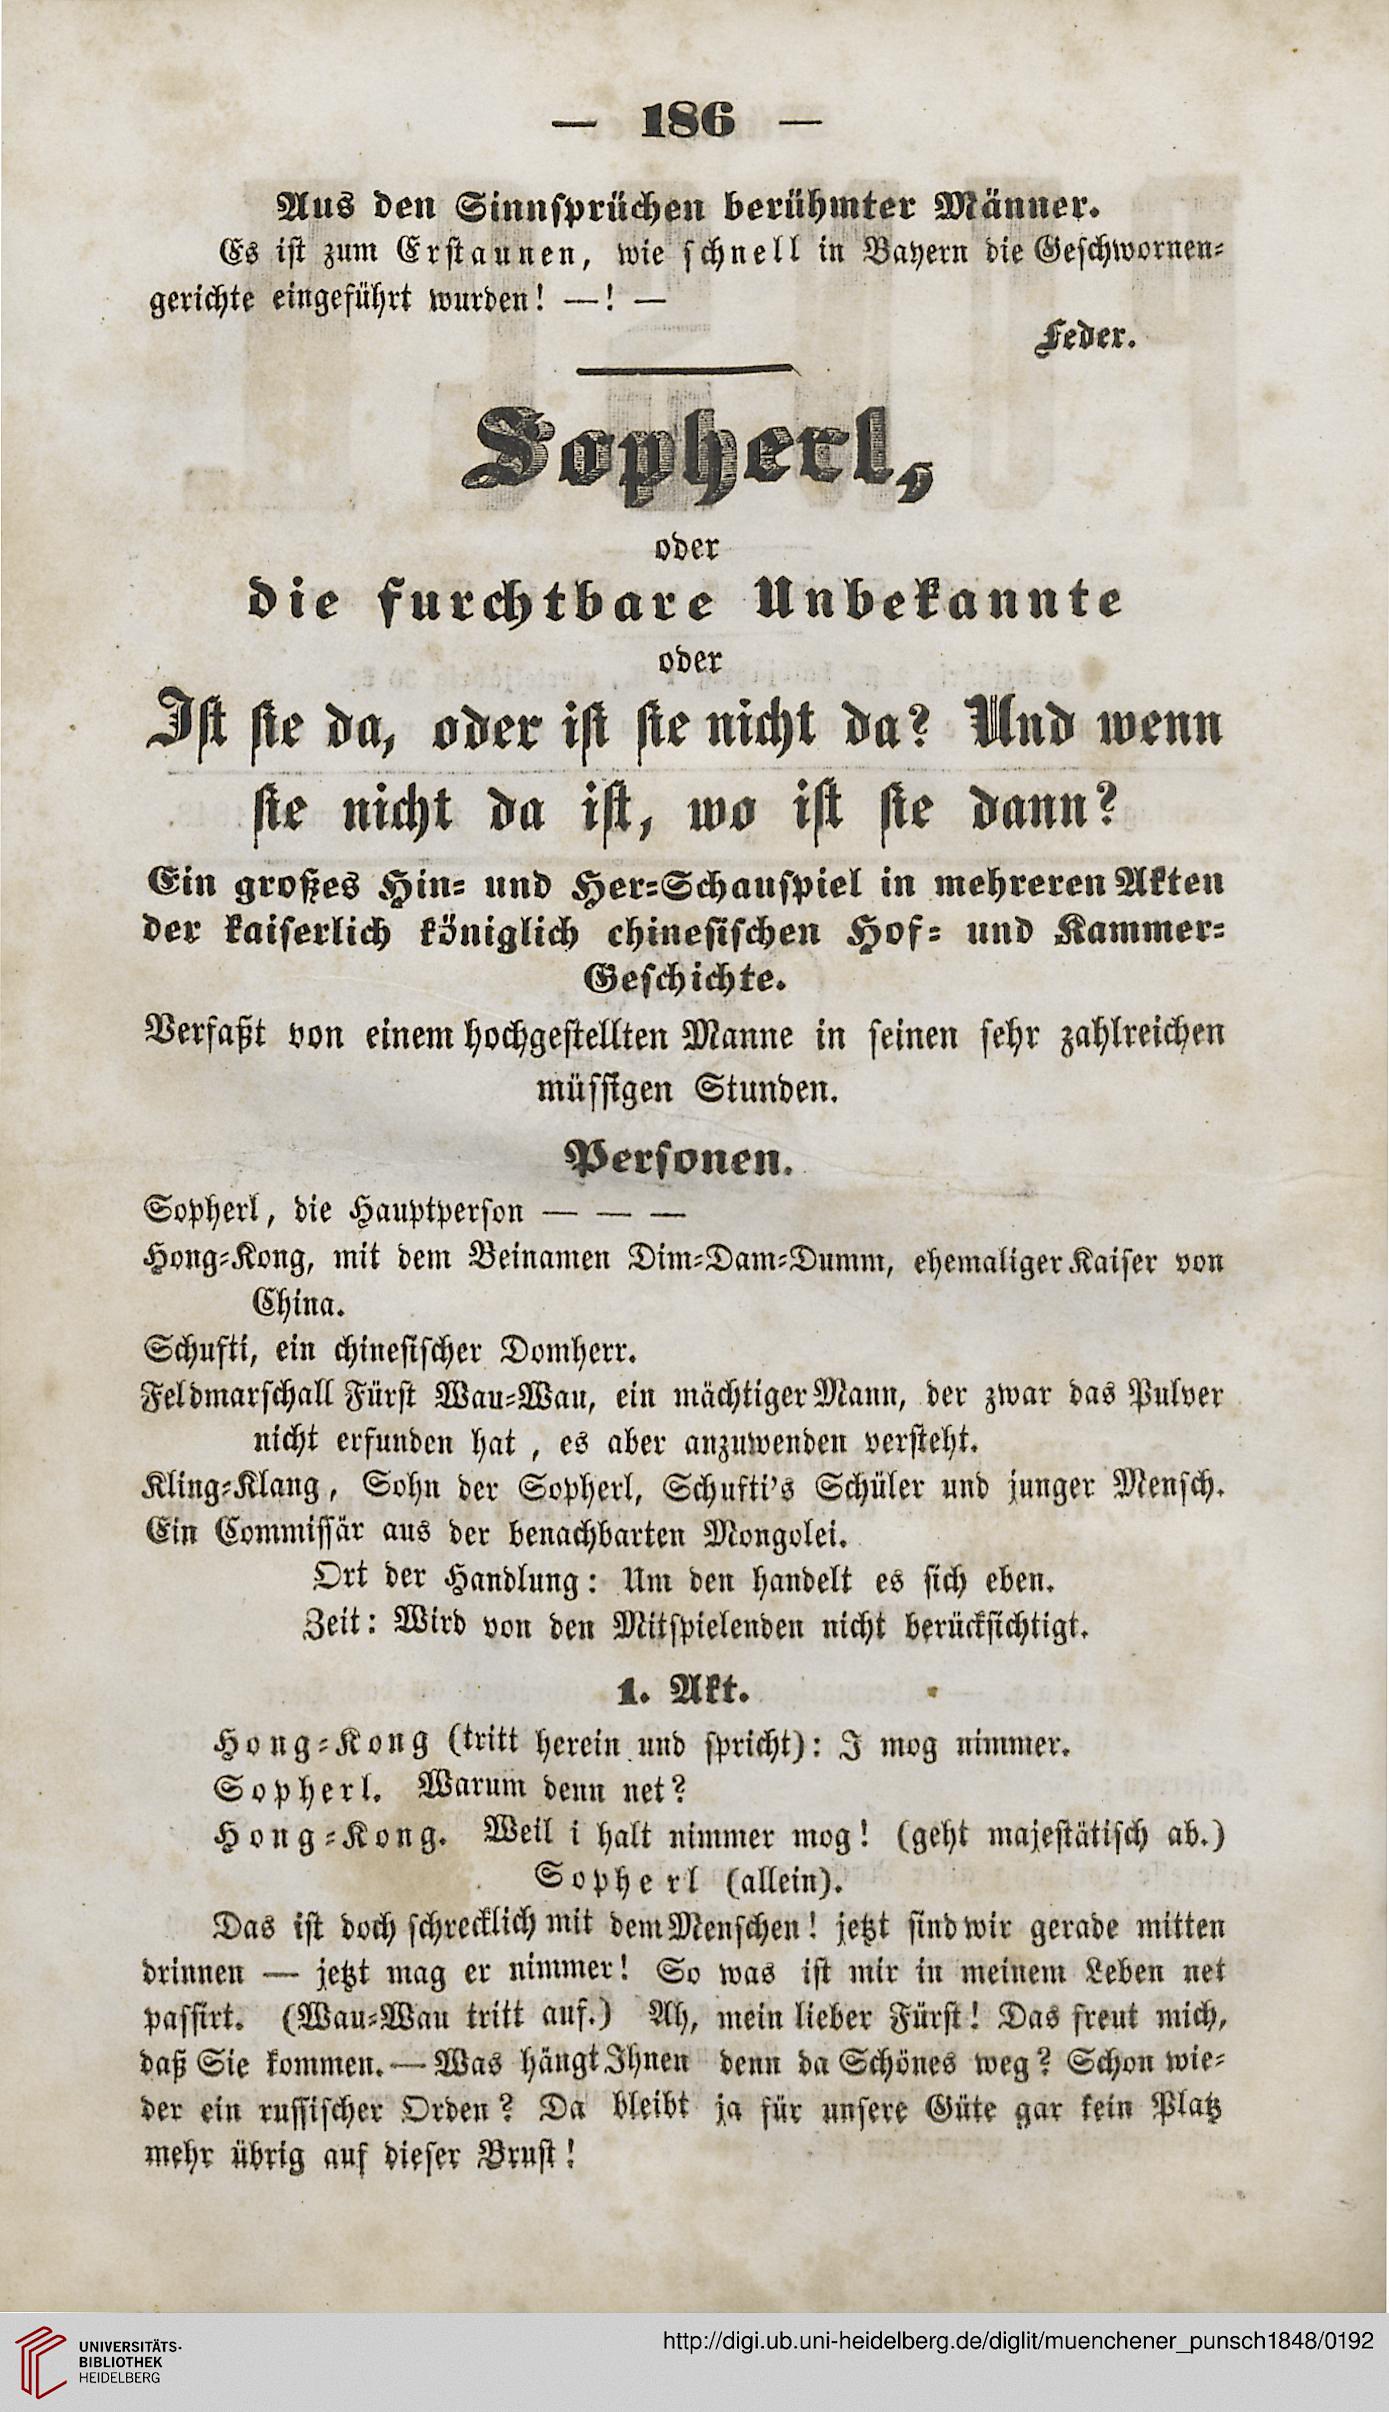 — 186 —
Aus den Sinnsprüchen berühmter Männer.
Es ist zum Erstaunen, wie schnell in Bayern die Geschwornen-
gerichte eingeführt wurden! —! —
Feder.
Sopherl,
oder
die furchtbare Unbekannte
oder
Ist sie da, oder ist sie nicht da? Und wenn
sie nicht da ist, wo ist sie dann?
Ein großes Hin- und Her-Schauspiel in mehreren Akten
der kaiserlich königlich chinesischen Hof- und Kammer-
Geschichte.
Verfaßt von einem hochgestellten Manne in seinen sehr zahlreichen
müssigen Stunden.
Personen.
Sopherl, die Hauptperson — — —
Hong-Kong, mit dem Beinamen Dim-Dam-Dumm, ehemaliger Kaiser von
China.
Schufti, ein chinesischer Domherr.
Feldmarschall Fürst Wau-Wau, ein mächtiger Mann, der zwar das Pulver
nicht erfunden hat, es aber anzuwenden versteht.
Kling-Klang, Sohn der Sopherl, Schufti's Schüler und junger Mensch.
Ein Commissär aus der benachbarten Mongolei.
Ort der Handlung: Um den handelt es sich eben.
Zeit: Wird von den Mitspielenden nicht berücksichtigt.
1. Akt.
Hong-Kong (tritt herein und spricht): I mog nimmer.
Sopherl. Warum denn net?
Hong-Kong. Weil i halt nimmer mog! (geht majestätisch ab.)
Sopherl (allein).
Das ist doch schrecklich mit dem Menschen! jetzt sind wir gerade mitten
drinnen — jetzt mag er nimmer! So was ist mir in meinem Leben net
passirt. (Wau-Wau tritt auf.) Ah, mein lieber Fürst! Das freut mich,
daß Sie kommen. — Was hängt Ihnen denn da Schönes weg? Schon wie-
der ein russischer Orden? Da bleibt ja für unsere Güte gar kein Platz
mehr übrig auf dieser Brust!
UNIVERSITÄTS-
BIBLIOTHEK
HEIDELBERG
http://digi.ub.uni-heidelberg.de/diglit/muenchener_punsch1848/0192